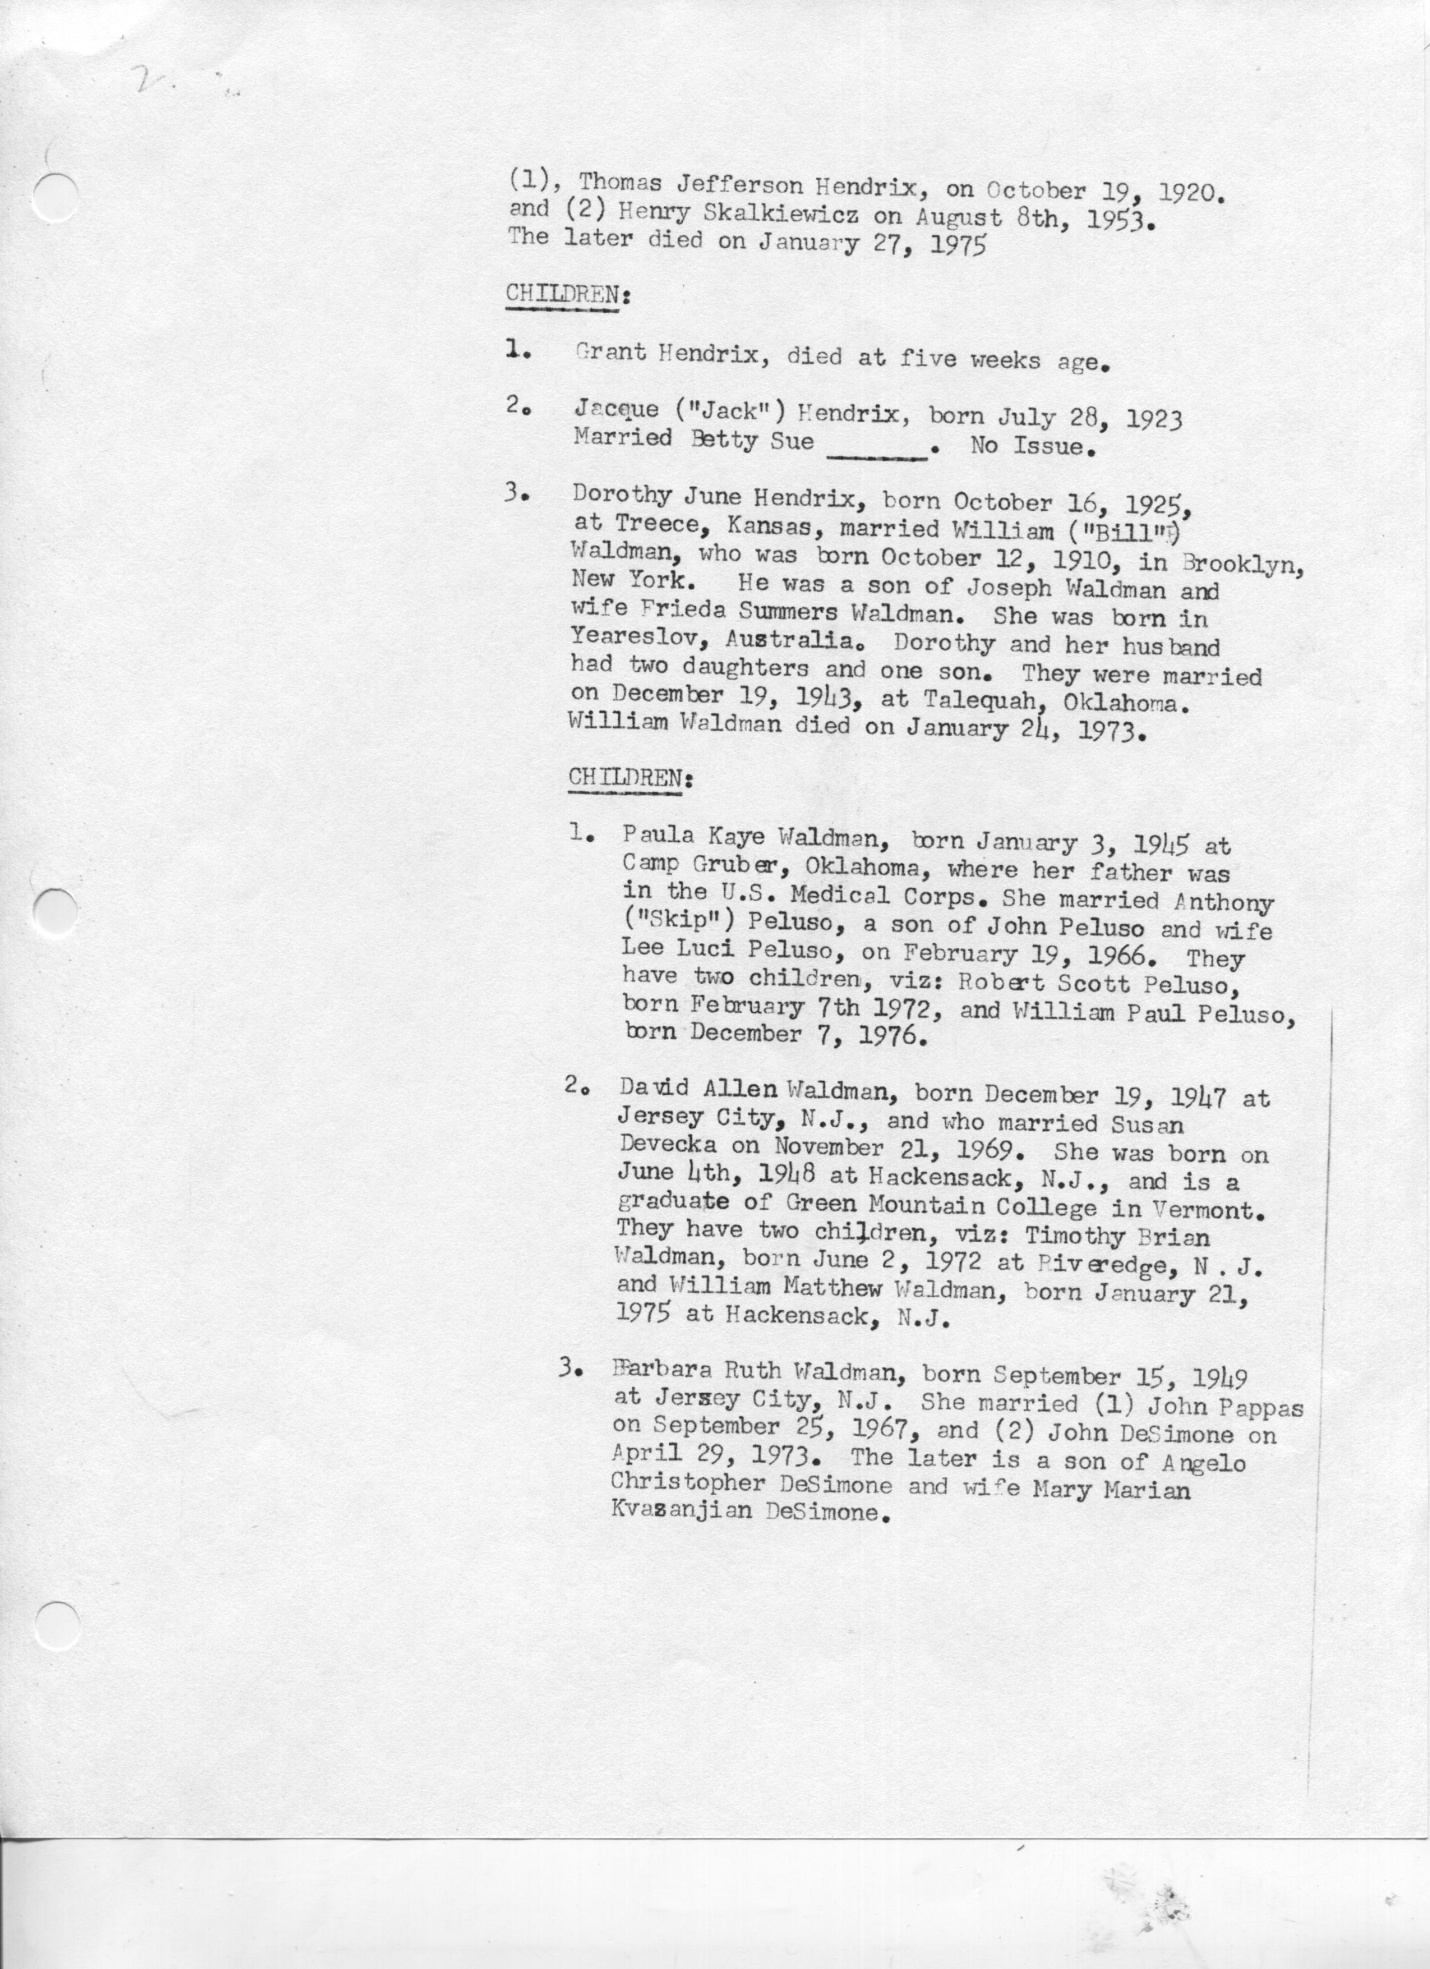 2.
(1), Thomas Jefferson Hendrix, on October 19, 1920.
and (2) Henry Skalkiewicz on August 8th, 1953.
The later died on January 27, 1975
CHILDREN:
1. Grant Hendrix, died at five weeks age.
2. Jacque ("Jack") Hendrix, born July 28, 1923
Married Betty Sue _______. No Issue.
3. Dorothy June Hendrix, born October 16, 1925,
at Treece, Kansas, married William ("Bill")
Waldman, who was born October 12, 1910, in Brooklyn,
New York. He was a son of Joseph Waldman and
wife Frieda Summers Waldman. She was born in
Yeareslov, Australia. Dorothy and her husband
had two daughters and one son. They were married
on December 19, 1943, at Talequah, Oklahoma.
William Waldman died on January 24, 1973.
CHILDREN:
1. Paula Kaye Waldman, born January 3, 1945 at
Camp Gruber, Oklahoma, where her father was
in the U.S. Medical Corps. She married Anthony
("Skip") Peluso, a son of John Peluso and wife
Lee Luci Peluso, on February 19, 1966. They
have two children, viz: Robert Scott Peluso,
born February 7th 1972, and William Paul Peluso,
born December 7, 1976.
2. David Allen Waldman, born December 19, 1947 at
Jersey City, N.J., and who married Susan
Devecka on November 21, 1969. She was born on
June 4th, 1948 at Hackensack, N.J., and is a
graduate of Green Mountain College in Vermont.
They have two children, viz: Timothy Brian
Waldman, born June 2, 1972 at Riveredge, N . J.
and William Matthew Waldman, born January 21,
1975 at Hackensack, N.J.
3. Barbara Ruth Waldman, born September 15, 1949
at Jersey City, N.J. She married (1) John Pappas
on September 25, 1967, and (2) John DeSimone on
April 29, 1973. The later is a son of Angelo
Christopher DeSimone and wife Mary Marian
Kvazanjian DeSimone.